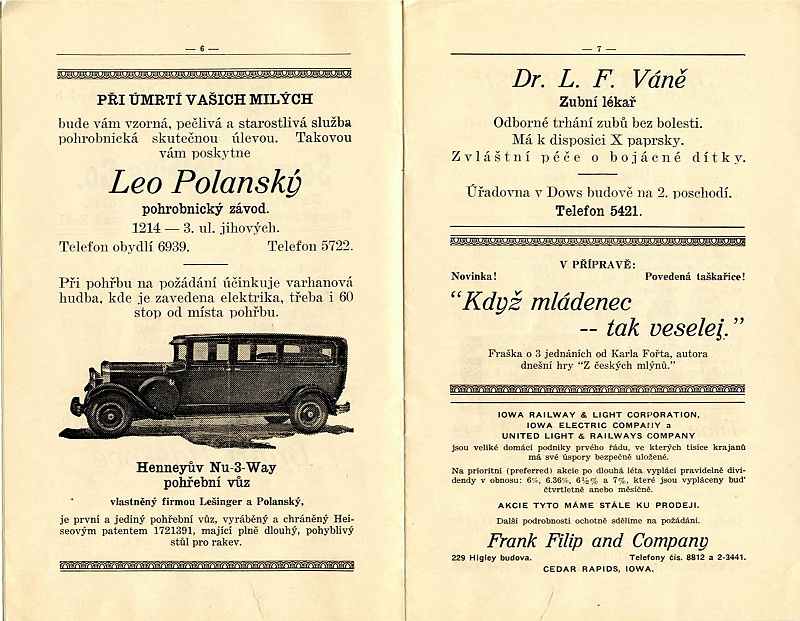 — 6 —
PŘI ÚMRTÍ VAŠICH MILÝCH
bude vám vzorná, pečlivá a starostlivá služba
pohrobnická skutečnou úlevou. Takovou
vám poskytne
Leo Polanský
pohrobnický závod.
1214 — 3. ul. jihových.
Telefon obydlí 6939. Telefon 5722.
Při pohřbu na požádání účinkuje varhanová
hudba, kde je zavedena elektrika, třeba i 60
stop od místa pohřbu.
Henneyův Nu-3-Way
pohřební vůz
vlastněný firmou Lešinger a Polanský,
je první a jediný pohřební vůz, vyráběný a chráněný Hei-
seovým patentem 1721391, mající plně dlouhý, pohyblivý
stůl pro rakev.
— 7 —
Dr. L. F. Váně
Zubní lékař
Odborné trhání zubů bez bolesti.
Má k disposici X paprsky.
Zvláštní péče o bojácné dítky.
Úřadovna v Dows budově na 2. poschodí.
Telefon 5421.
V PŘÍPRAVĚ:
Novinka! Povedená taškařice!
“Když mládenec
-- tak veselej.”
Fraška o 3 jednáních od Karla Fořta, autora
dnešní hry “Z českých mlýnů.”
IOWA RAILWAY & LIGHT CORPORATION,
IOWA ELECTRIC COMPANY a
UNITED LIGHT & RAILWAYS COMPANY
jsou veliké domácí podniky prvého řádu, ve kterých tisíce krajanů
má své úspory bezpečně uložené.
Na prioritní (preferred) akcie po dlouhá léta vyplácí pravidelně divi-
dendy v obnosu: 6%, 6.36%, 6½% a 7%, které jsou vypláceny buď
čtvrtletně anebo měsíčně.
AKCIE TYTO MÁME STÁLE KU PRODEJI.
Další podrobnosti ochotně sdělíme na požádání.
Frank Filip and Company
229 Higley budova. Telefony čís. 8812 a 2-3441.
CEDAR RAPIDS, IOWA.